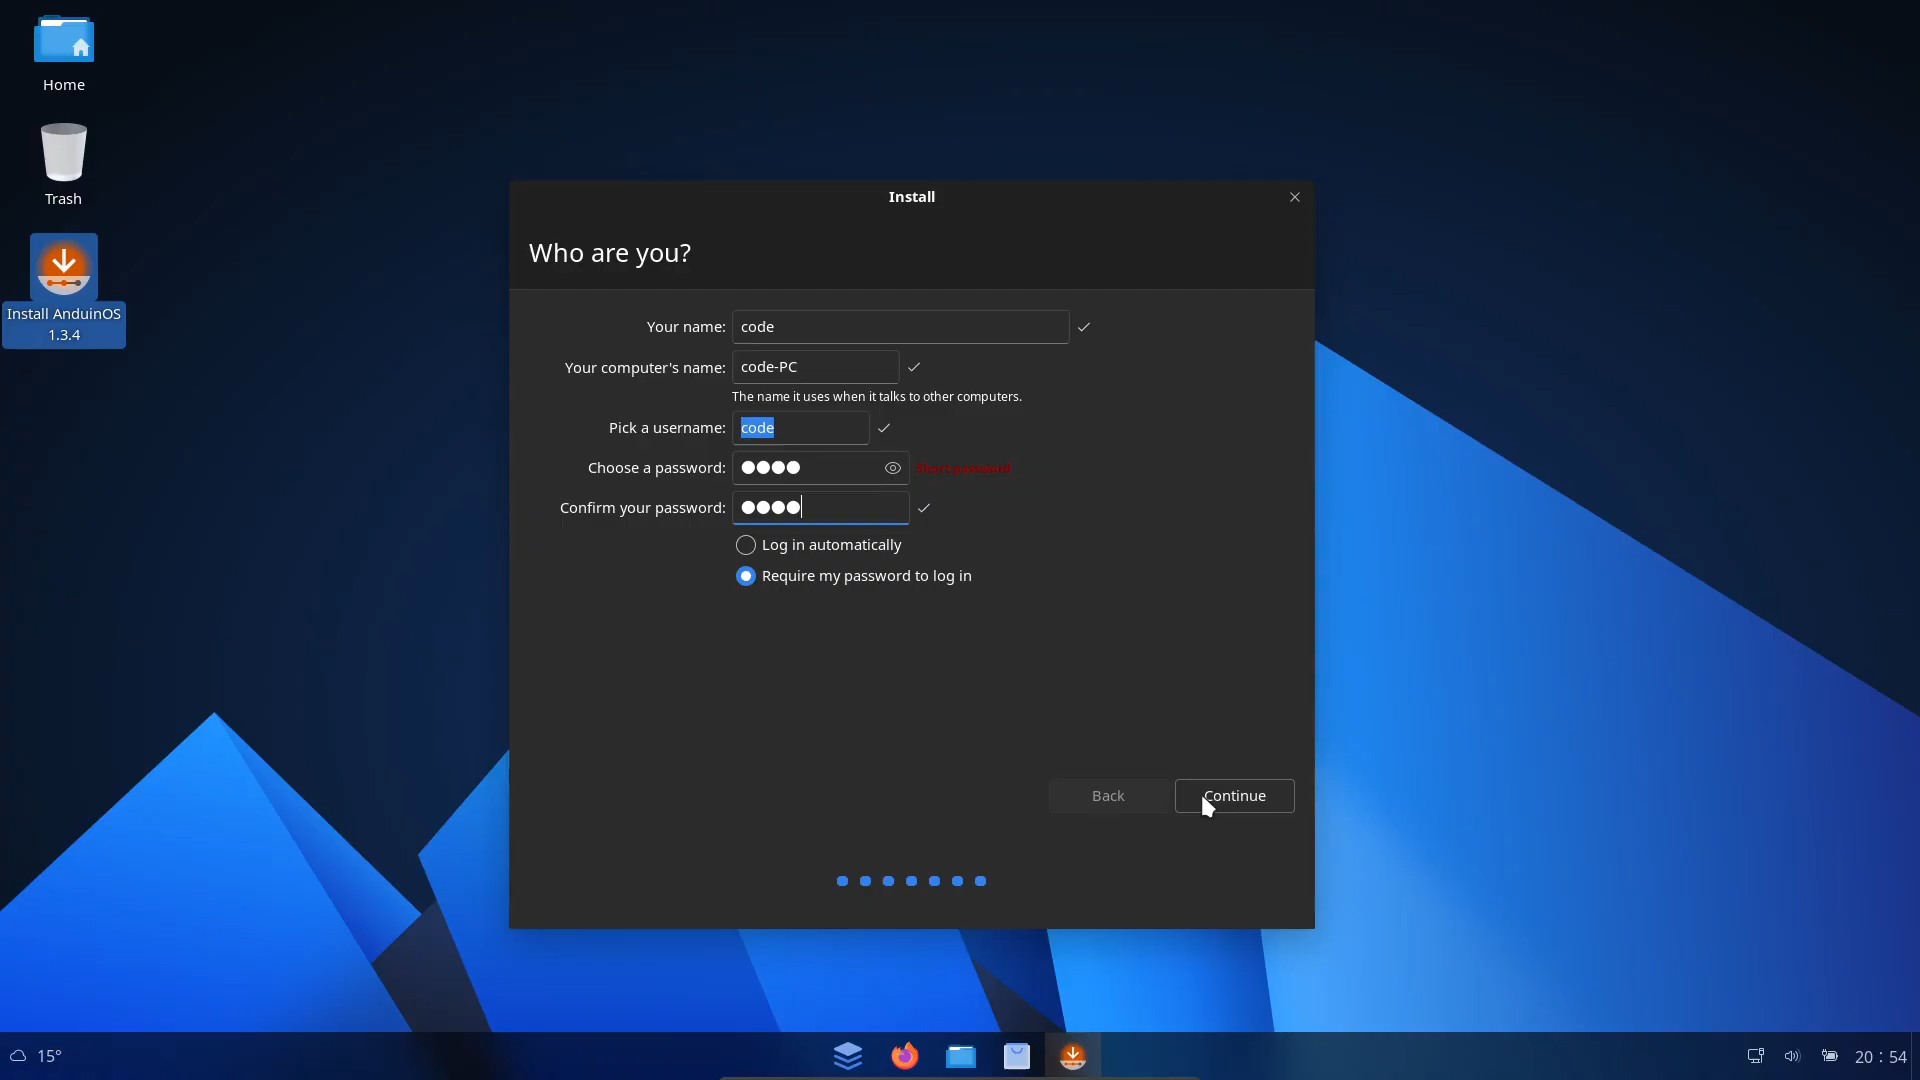 Home
Trash
Install AnduinOS
1.3.4
Install
Who are you?
Your name: code
Your computer's name: code-PC
The name it uses when it talks to other computers.
Pick a username: code
Choose a password: ●●●● Short password
Confirm your password: ●●●●
Log in automatically
Require my password to log in
Back Continue
15° 20 : 54